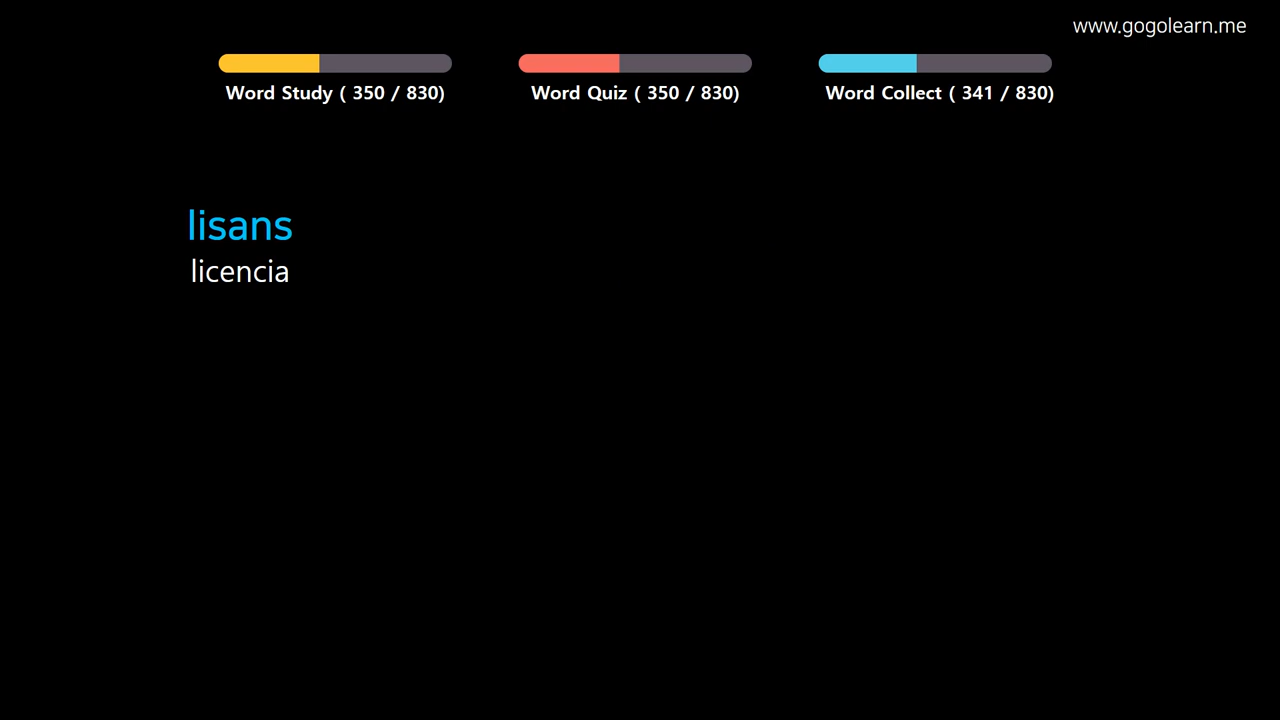 www.gogolearn.me
Word Study ( 350 / 830)
Word Quiz ( 350 / 830)
Word Collect ( 341 / 830)
lisans
licencia